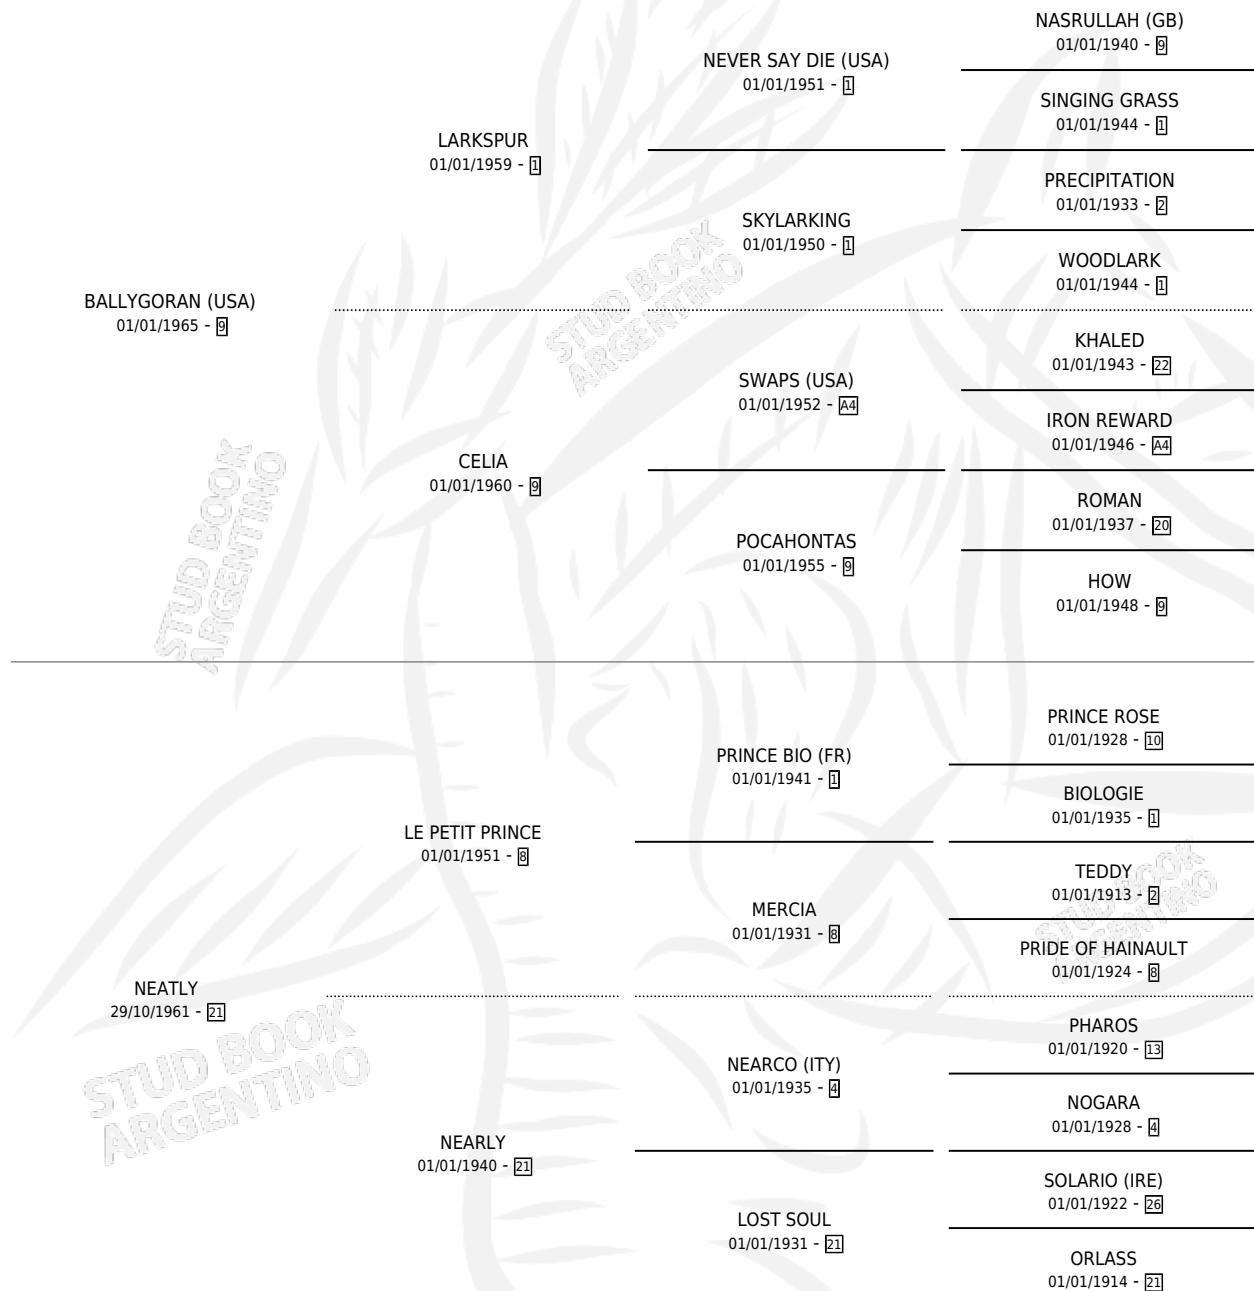 NASRULLAH (GB)
01/01/1940 - 9
NEVER SAY DIE (USA)
01/01/1951 - 1
SINGING GRASS
01/01/1944 - 1
LARKSPUR
01/01/1959 - 1
PRECIPITATION
01/01/1933 - 2
SKYLARKING
01/01/1950 - 1
WOODLARK
01/01/1944 - 1
BALLYGORAN (USA)
01/01/1965 - 9
KHALED
01/01/1943 - 22
SWAPS (USA)
01/01/1952 - A4
IRON REWARD
01/01/1946 - A4
CELIA
01/01/1960 - 9
ROMAN
01/01/1937 - 20
POCAHONTAS
01/01/1955 - 9
HOW
01/01/1948 - 9
STUD BOOK
ARGENTINO
STUD BOOK
ARGENTINO
PRINCE ROSE
01/01/1928 - 10
PRINCE BIO (FR)
01/01/1941 - 1
BIOLOGIE
01/01/1935 - 1
LE PETIT PRINCE
01/01/1951 - 8
TEDDY
01/01/1913 - 2
MERCIA
01/01/1931 - 8
PRIDE OF HAINAULT
01/01/1924 - 8
STUD BOOK
ARGENTINO
NEATLY
29/10/1961 - 21
PHAROS
01/01/1920 - 13
NEARCO (ITY)
01/01/1935 - 4
NOGARA
01/01/1928 - 4
NEARLY
01/01/1940 - 21
SOLARIO (IRE)
01/01/1922 - 26
LOST SOUL
01/01/1931 - 21
ORLASS
01/01/1914 - 21
STUD BOOK
ARGENTINO